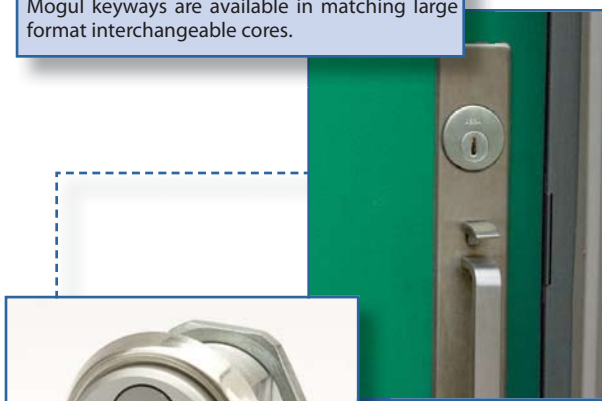 Mogul keyways are available in matching large
format interchangeable cores.